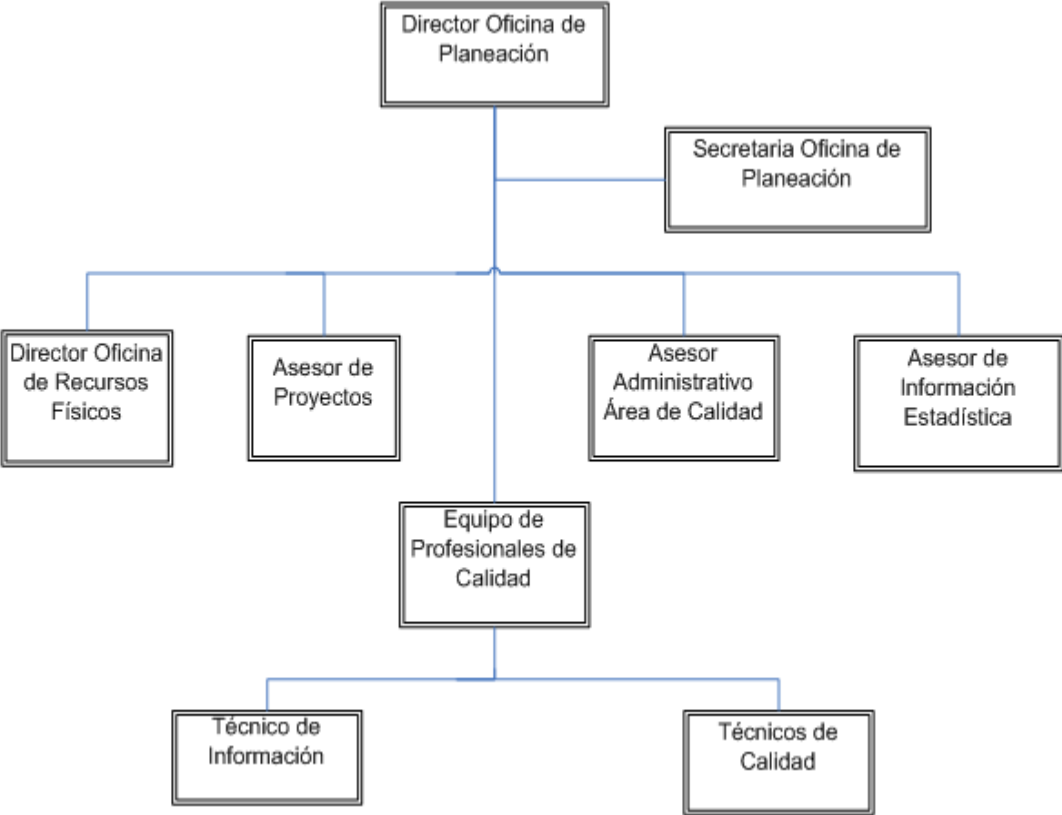 Director Oficina de
Planeación
Secretaria Oficina de
Planeación
Director Oficina
de Recursos
Físicos
Asesor de
Proyectos
Asesor
Administrativo
Área de Calidad
Asesor de
Información
Estadística
Equipo de
Profesionales de
Calidad
Técnico de
Información
Técnicos de
Calidad